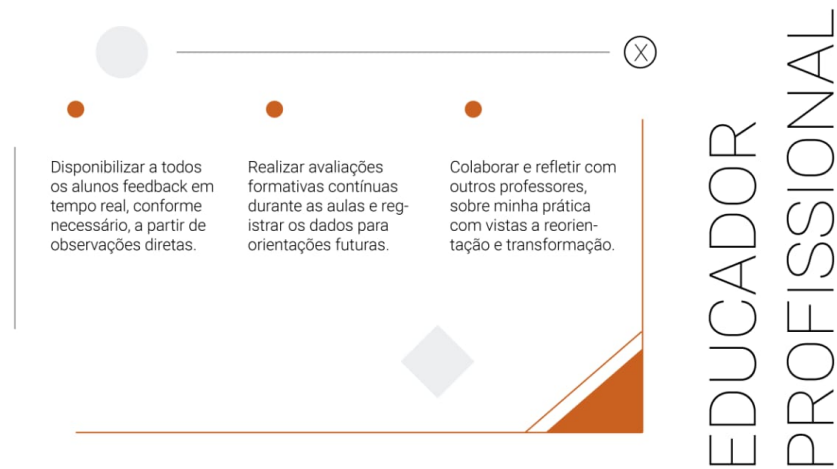 Disponibilizar a todos
os alunos feedback em
tempo real, conforme
necessário, a partir de
observações diretas.
Realizar avaliações
formativas contínuas
durante as aulas e reg-
istrar os dados para
orientações futuras.
Colaborar e refletir com
outros professores,
sobre minha prática
com vistas a reorien-
tação e transformação.
X
EDUCADOR
PROFISSIONAL